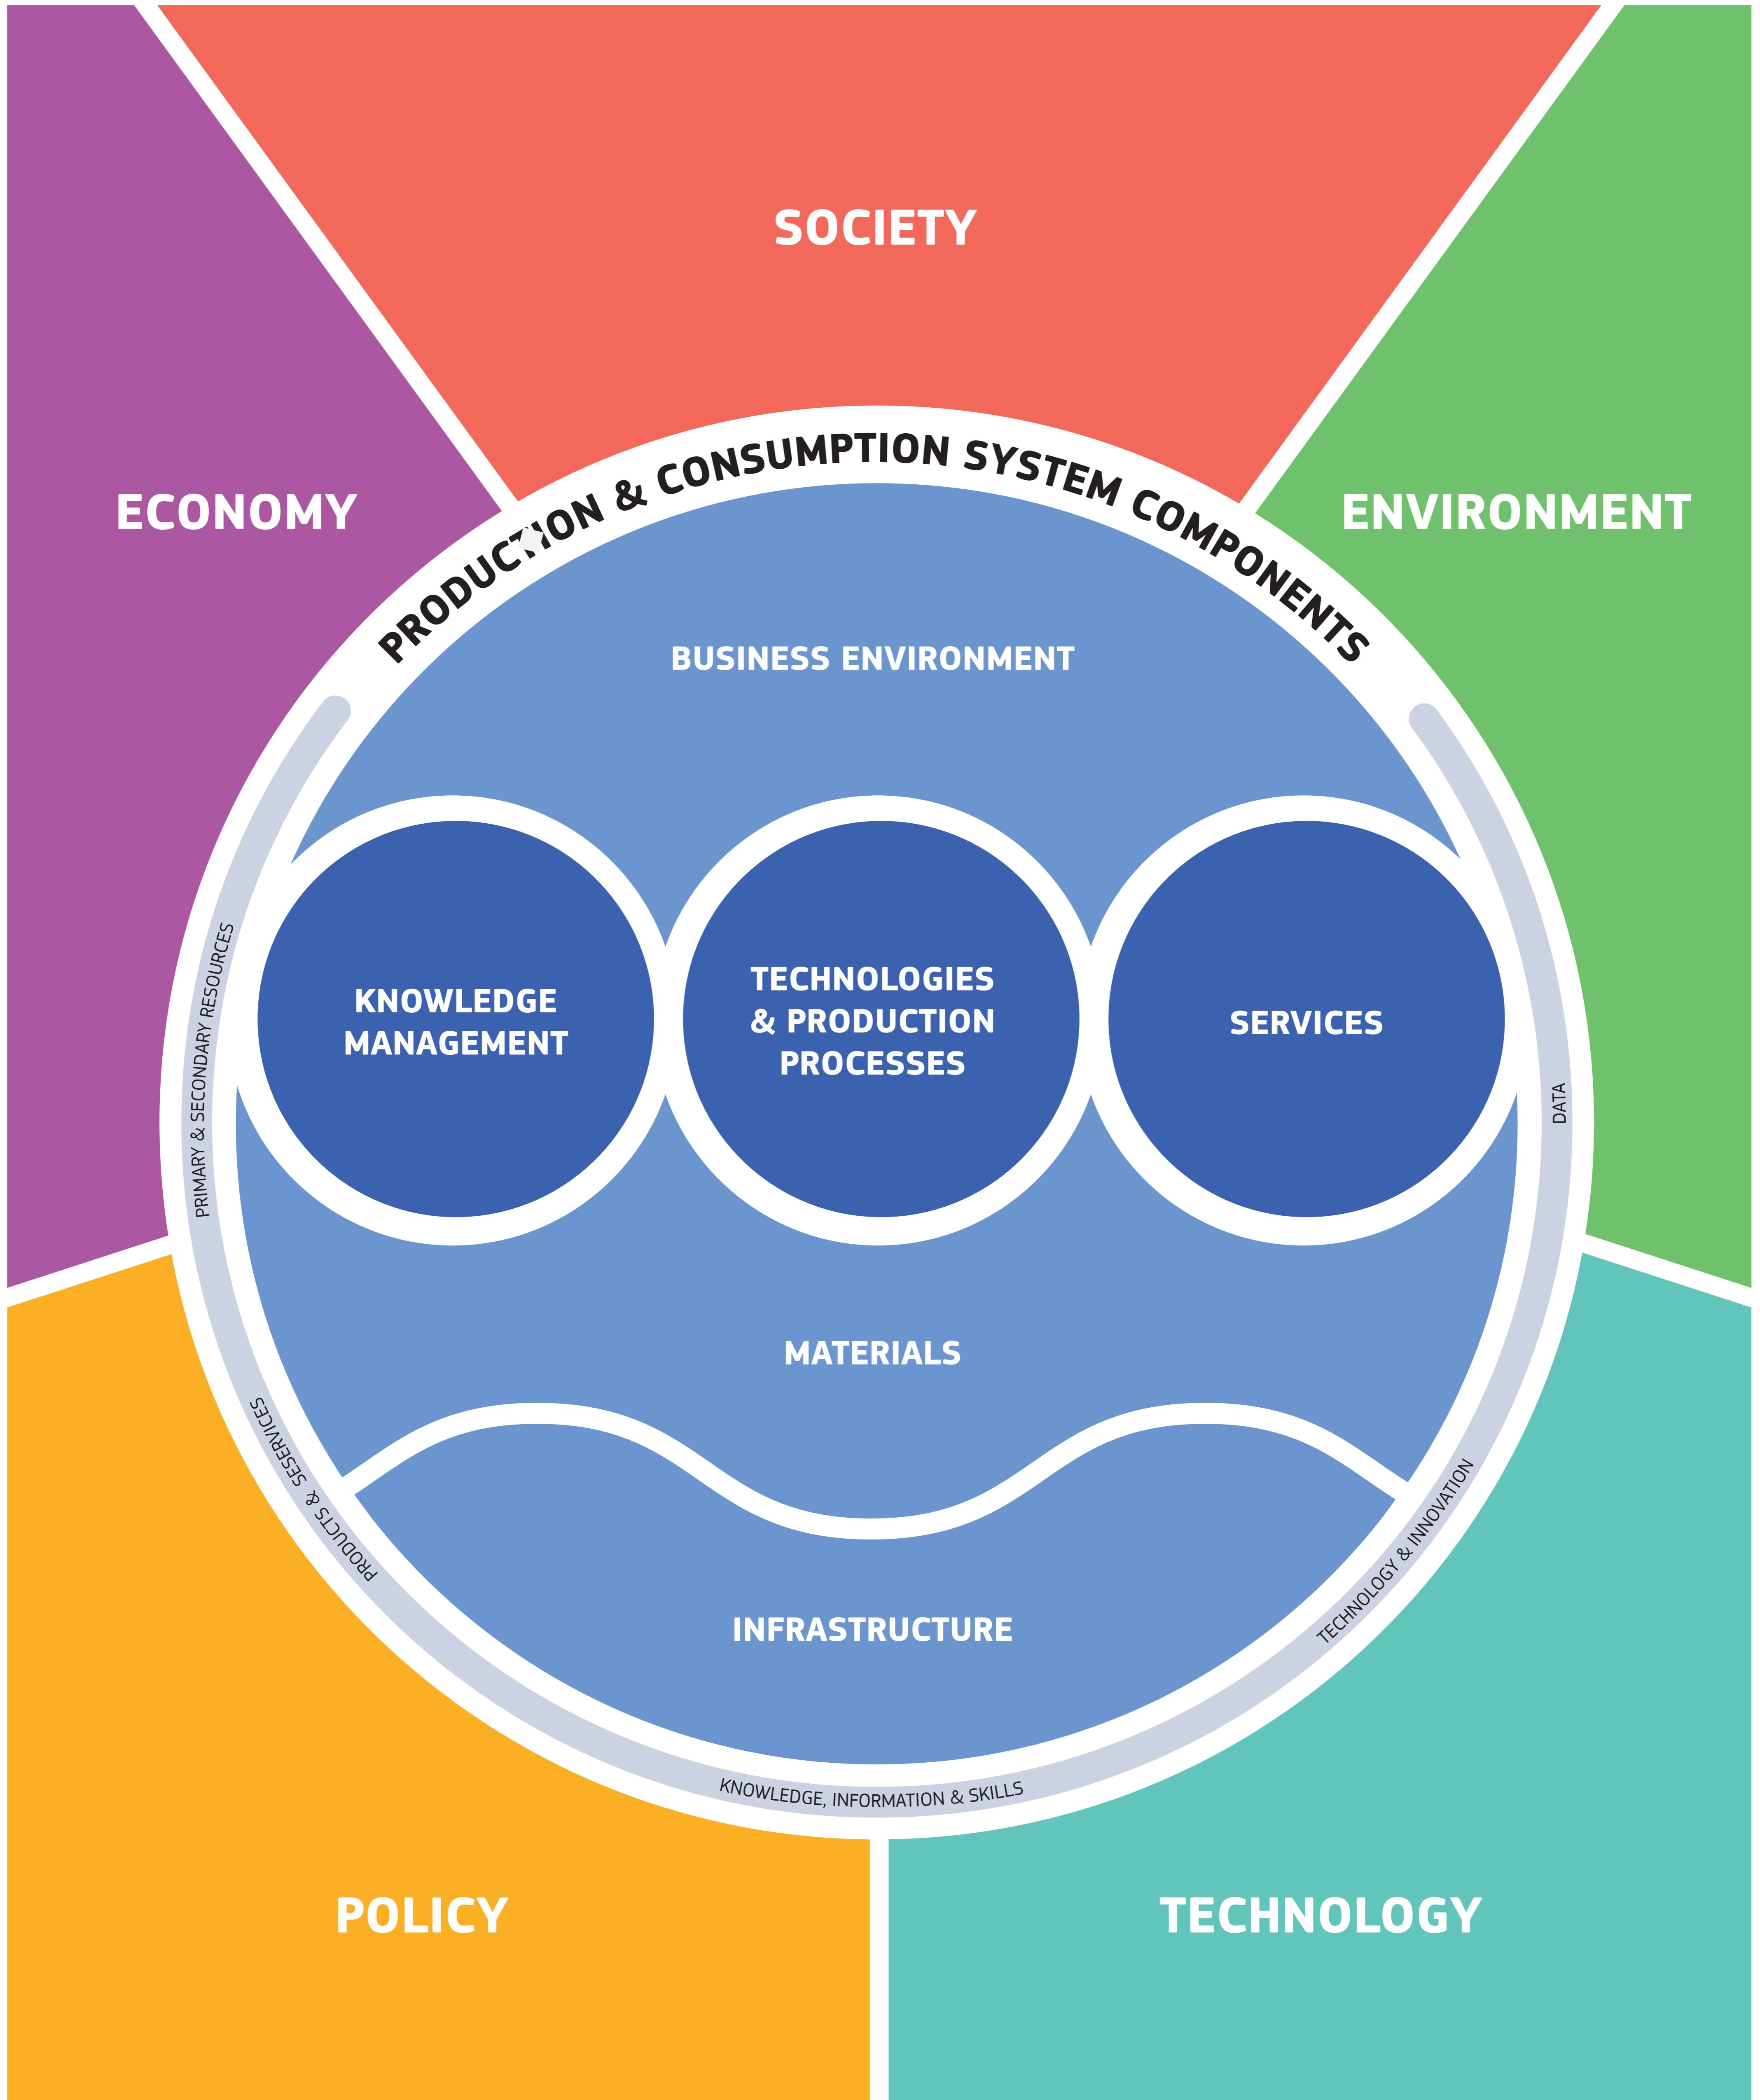 SOCIETY
ECONOMY
ENVIRONMENT
PRODUCTION & CONSUMPTION SYSTEM COMPONENTS
BUSINESS ENVIRONMENT
KNOWLEDGE
MANAGEMENT
TECHNOLOGIES
& PRODUCTION
PROCESSES
SERVICES
PRIMARY & SECONDARY RESOURCES
DATA
MATERIALS
PRODUCTS & SESERVICES
TECHNOLOGY & INNOVATION
INFRASTRUCTURE
KNOWLEDGE, INFORMATION & SKILLS
POLICY
TECHNOLOGY